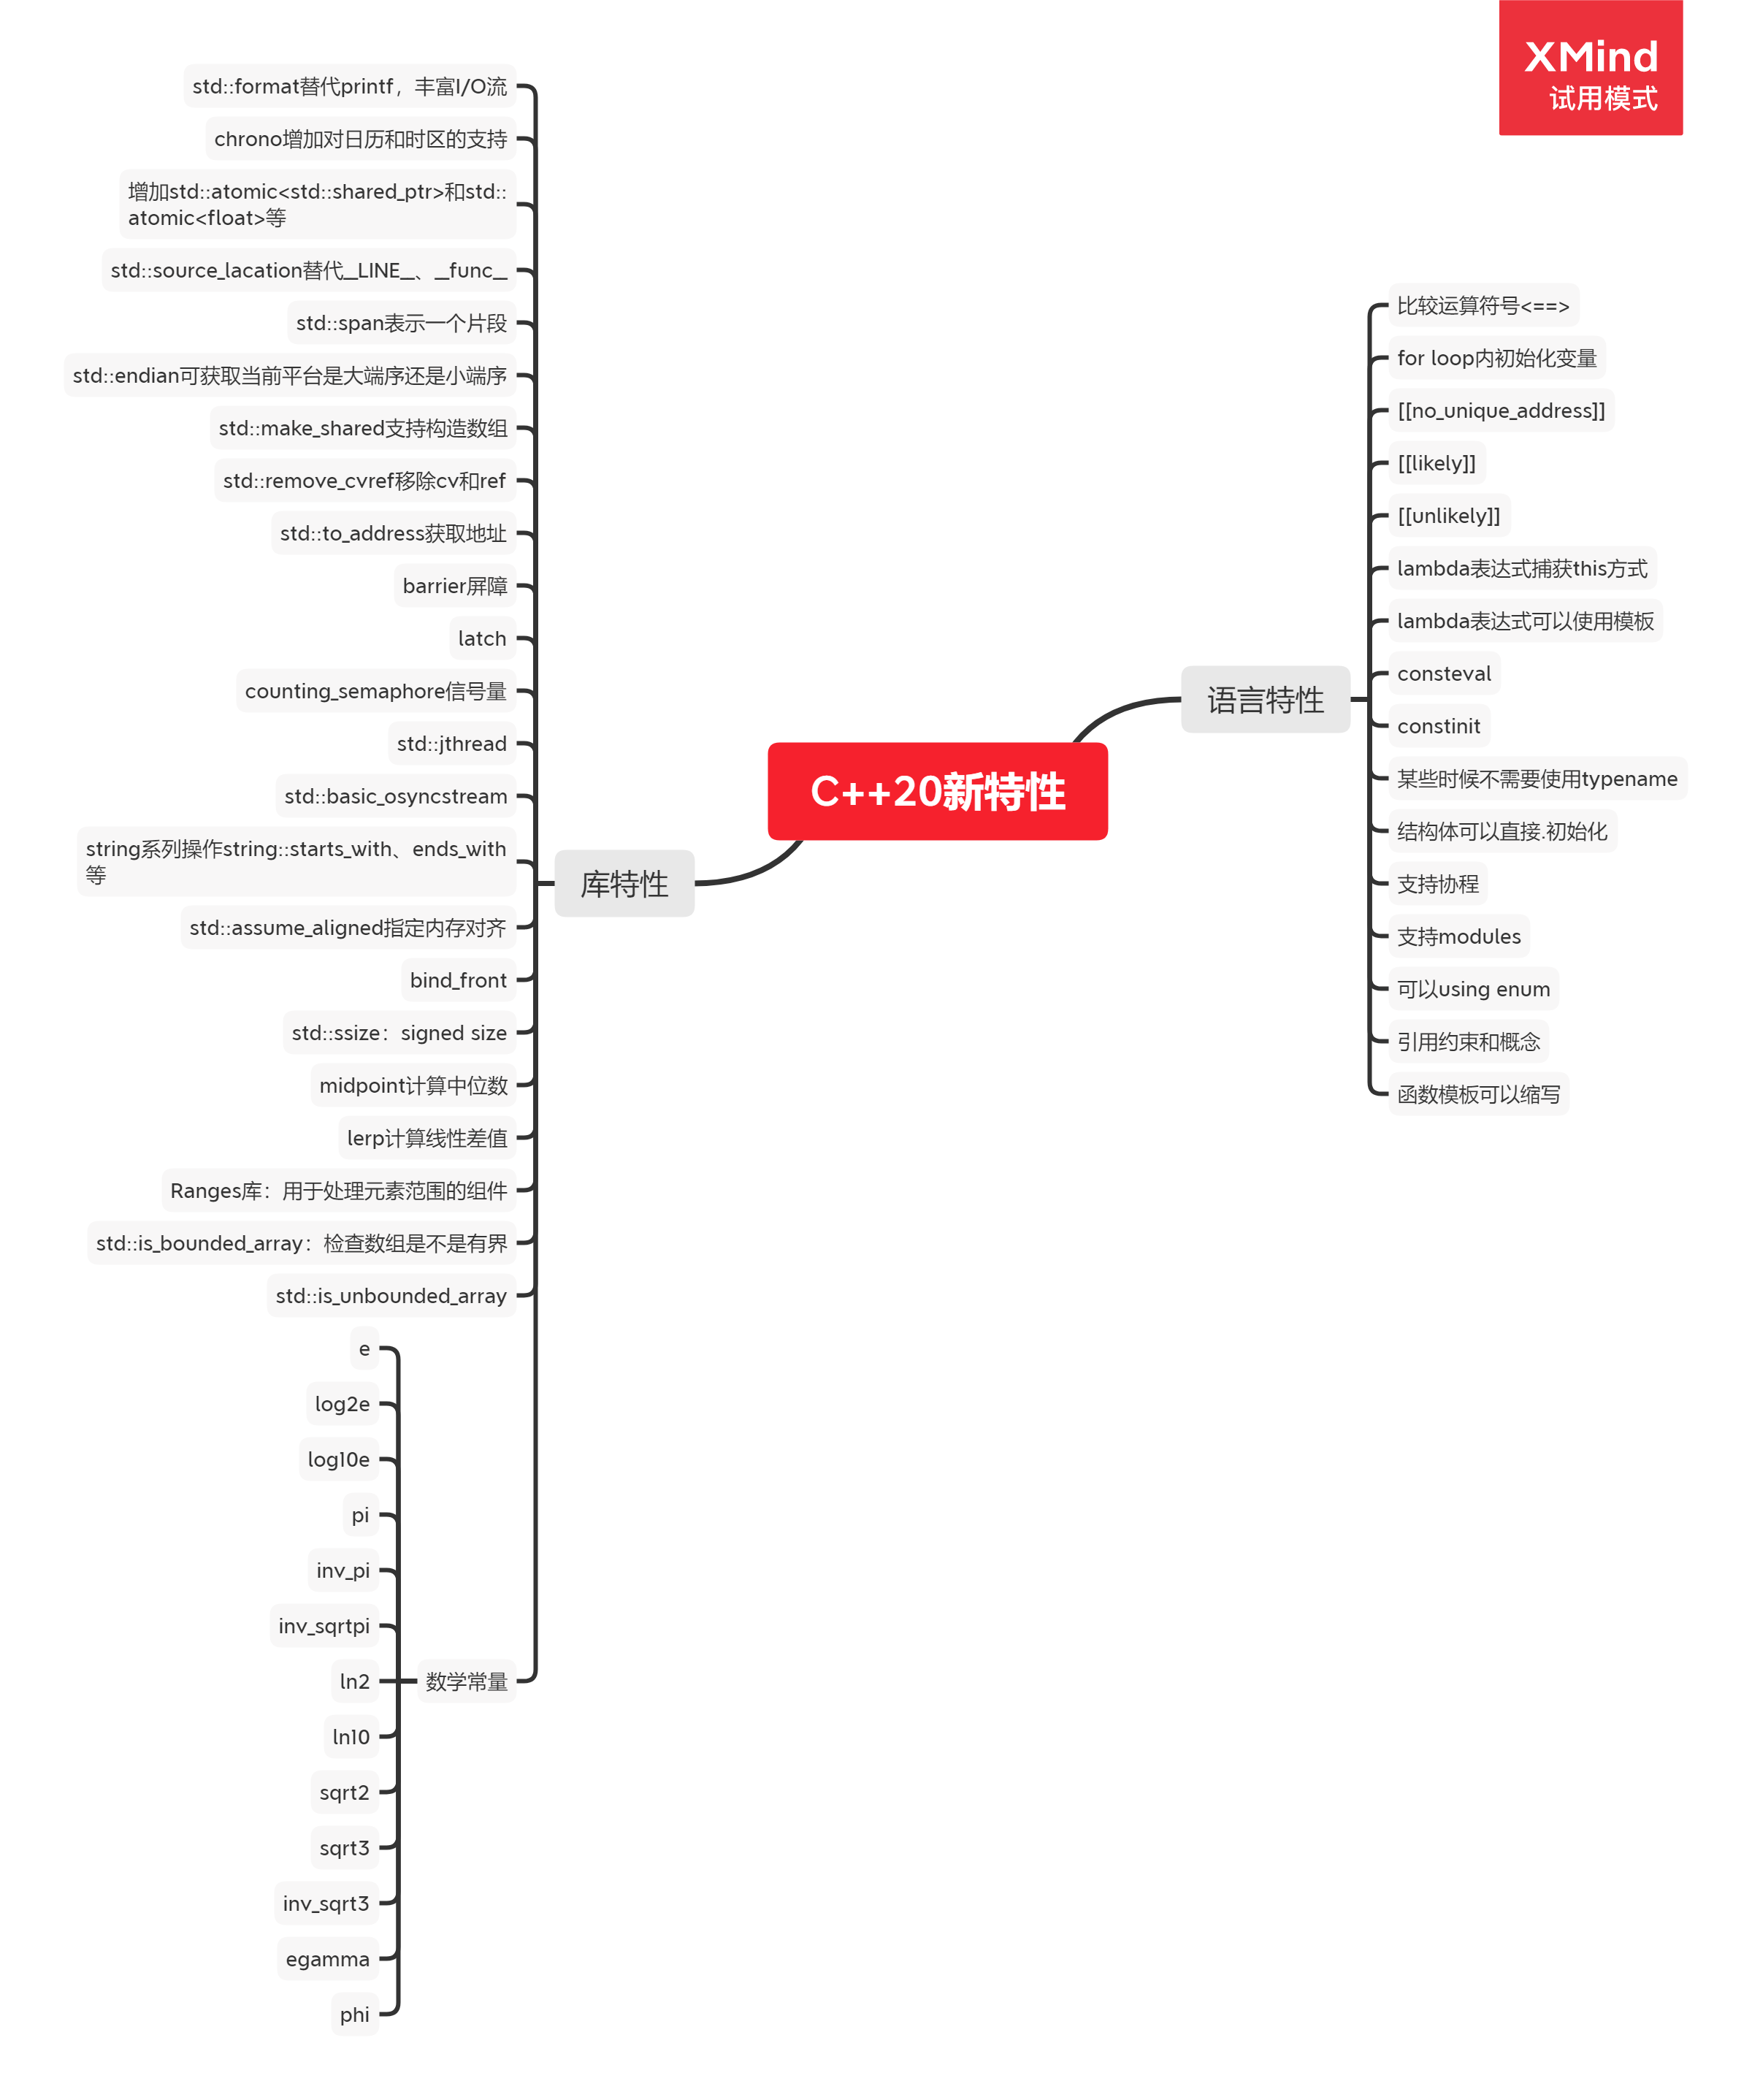 XMind
试用模式
C++20新特性
语言特性
比较运算符号<==>
for loop内初始化变量
[[no_unique_address]]
[[likely]]
[[unlikely]]
lambda表达式捕获this方式
lambda表达式可以使用模板
consteval
constinit
某些时候不需要使用typename
结构体可以直接.初始化
支持协程
支持modules
可以using enum
引用约束和概念
函数模板可以缩写
库特性
std::format替代printf，丰富I/O流
chrono增加对日历和时区的支持
增加std::atomic<std::shared_ptr>和std::
atomic<float>等
std::source_lacation替代__LINE__、__func__
std::span表示一个片段
std::endian可获取当前平台是大端序还是小端序
std::make_shared支持构造数组
std::remove_cvref移除cv和ref
std::to_address获取地址
barrier屏障
latch
counting_semaphore信号量
std::jthread
std::basic_osyncstream
string系列操作string::starts_with、ends_with
等
std::assume_aligned指定内存对齐
bind_front
std::ssize：signed size
midpoint计算中位数
lerp计算线性差值
Ranges库：用于处理元素范围的组件
std::is_bounded_array：检查数组是不是有界
std::is_unbounded_array
数学常量
e
log2e
log10e
pi
inv_pi
inv_sqrtpi
ln2
ln10
sqrt2
sqrt3
inv_sqrt3
egamma
phi